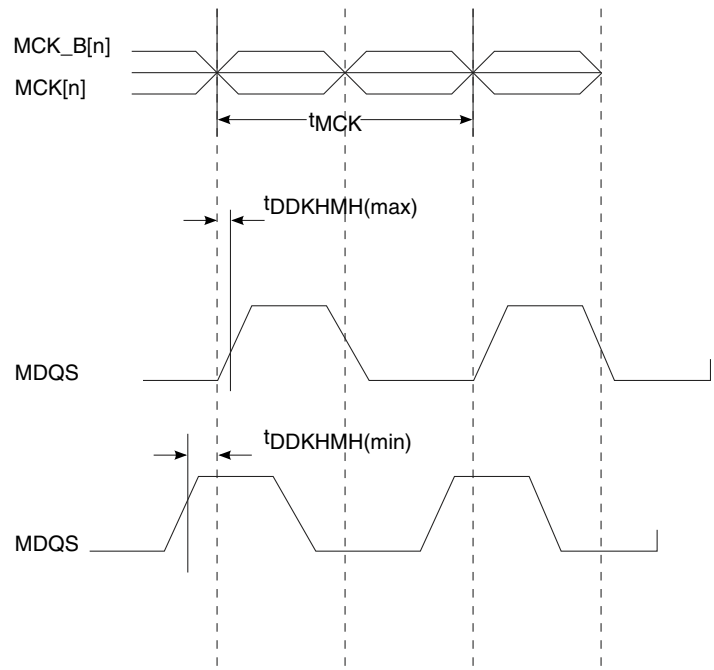 MCK_B[n]
MCK[n]
tMCK
tDDKHMH(max)
MDQS
tDDKHMH(min)
MDQS